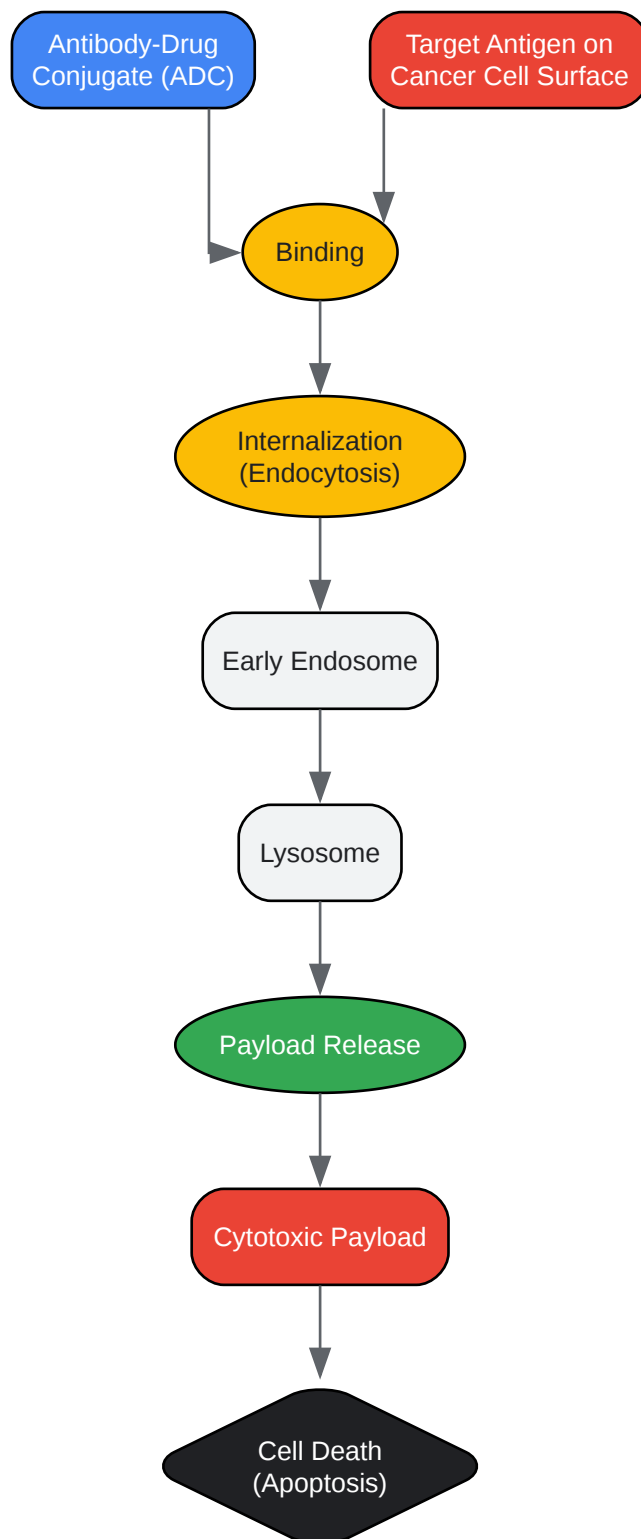 Antibody-Drug
Conjugate (ADC)
Target Antigen on
Cancer Cell Surface
Binding
Internalization
(Endocytosis)
Early Endosome
Lysosome
Payload Release
Cytotoxic Payload
Cell Death
(Apoptosis)